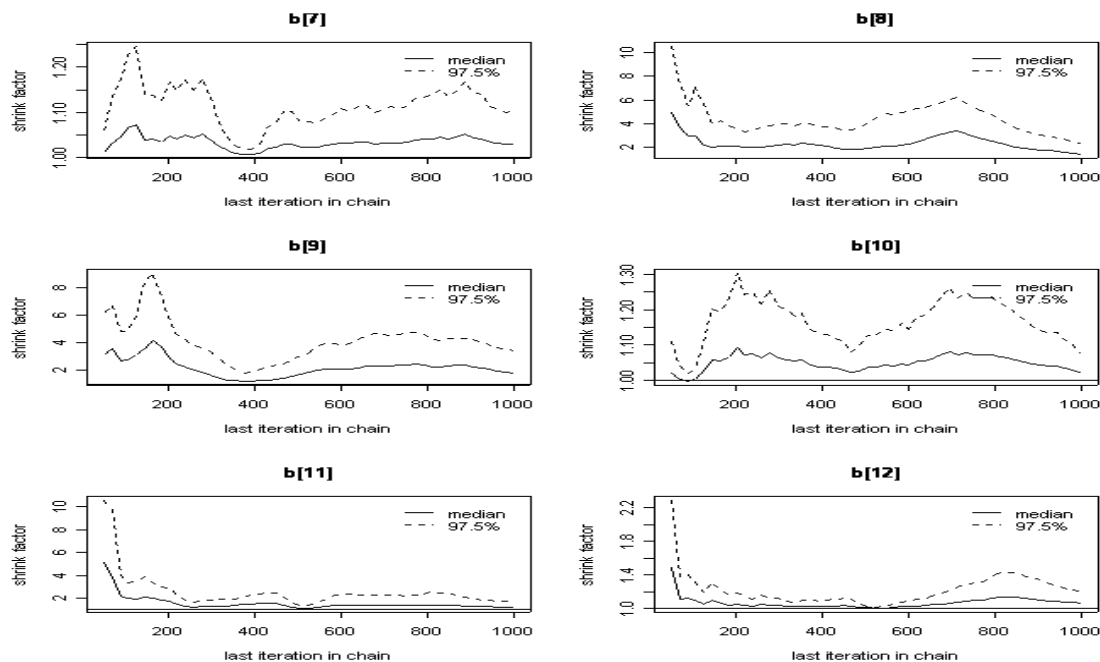 b[7]
shrink factor
1.00 1.10 1.20
median
97.5%
200 400 600 800 1000
last iteration in chain
b[8]
shrink factor
2 4 6 8 10
median
97.5%
200 400 600 800 1000
last iteration in chain
b[9]
shrink factor
2 4 6 8
median
97.5%
200 400 600 800 1000
last iteration in chain
b[10]
shrink factor
1.00 1.10 1.20 1.30
median
97.5%
200 400 600 800 1000
last iteration in chain
b[11]
shrink factor
2 4 6 8 10
median
97.5%
200 400 600 800 1000
last iteration in chain
b[12]
shrink factor
1.0 1.4 1.8 2.2
median
97.5%
200 400 600 800 1000
last iteration in chain